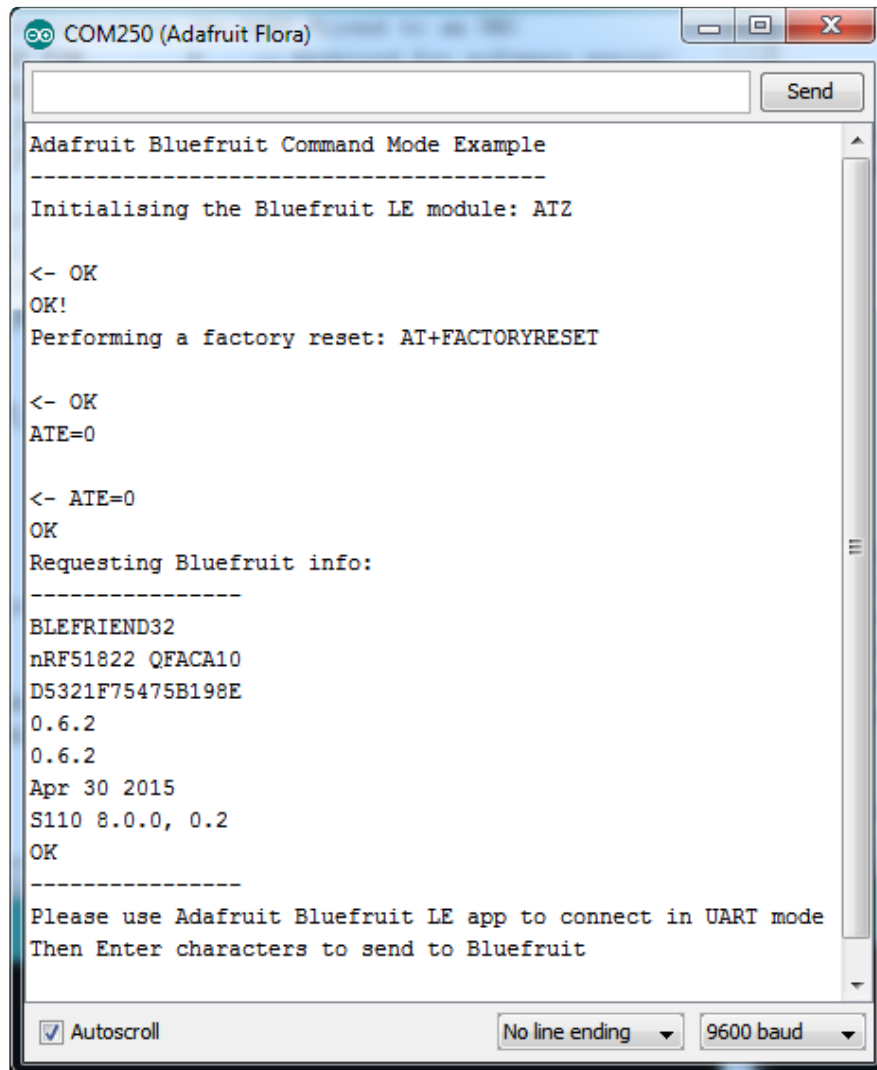 COM250 (Adafruit Flora)
Send
Adafruit Bluefruit Command Mode Example
---------------------------------------
Initialising the Bluefruit LE module: ATZ
<- OK
OK!
Performing a factory reset: AT+FACTORYRESET
<- OK
ATE=0
<- ATE=0
OK
Requesting Bluefruit info:
----------------
BLEFRIEND32
nRF51822 QFACA10
D5321F75475B198E
0.6.2
0.6.2
Apr 30 2015
S110 8.0.0, 0.2
OK
----------------
Please use Adafruit Bluefruit LE app to connect in UART mode
Then Enter characters to send to Bluefruit
Autoscroll
No line ending
9600 baud